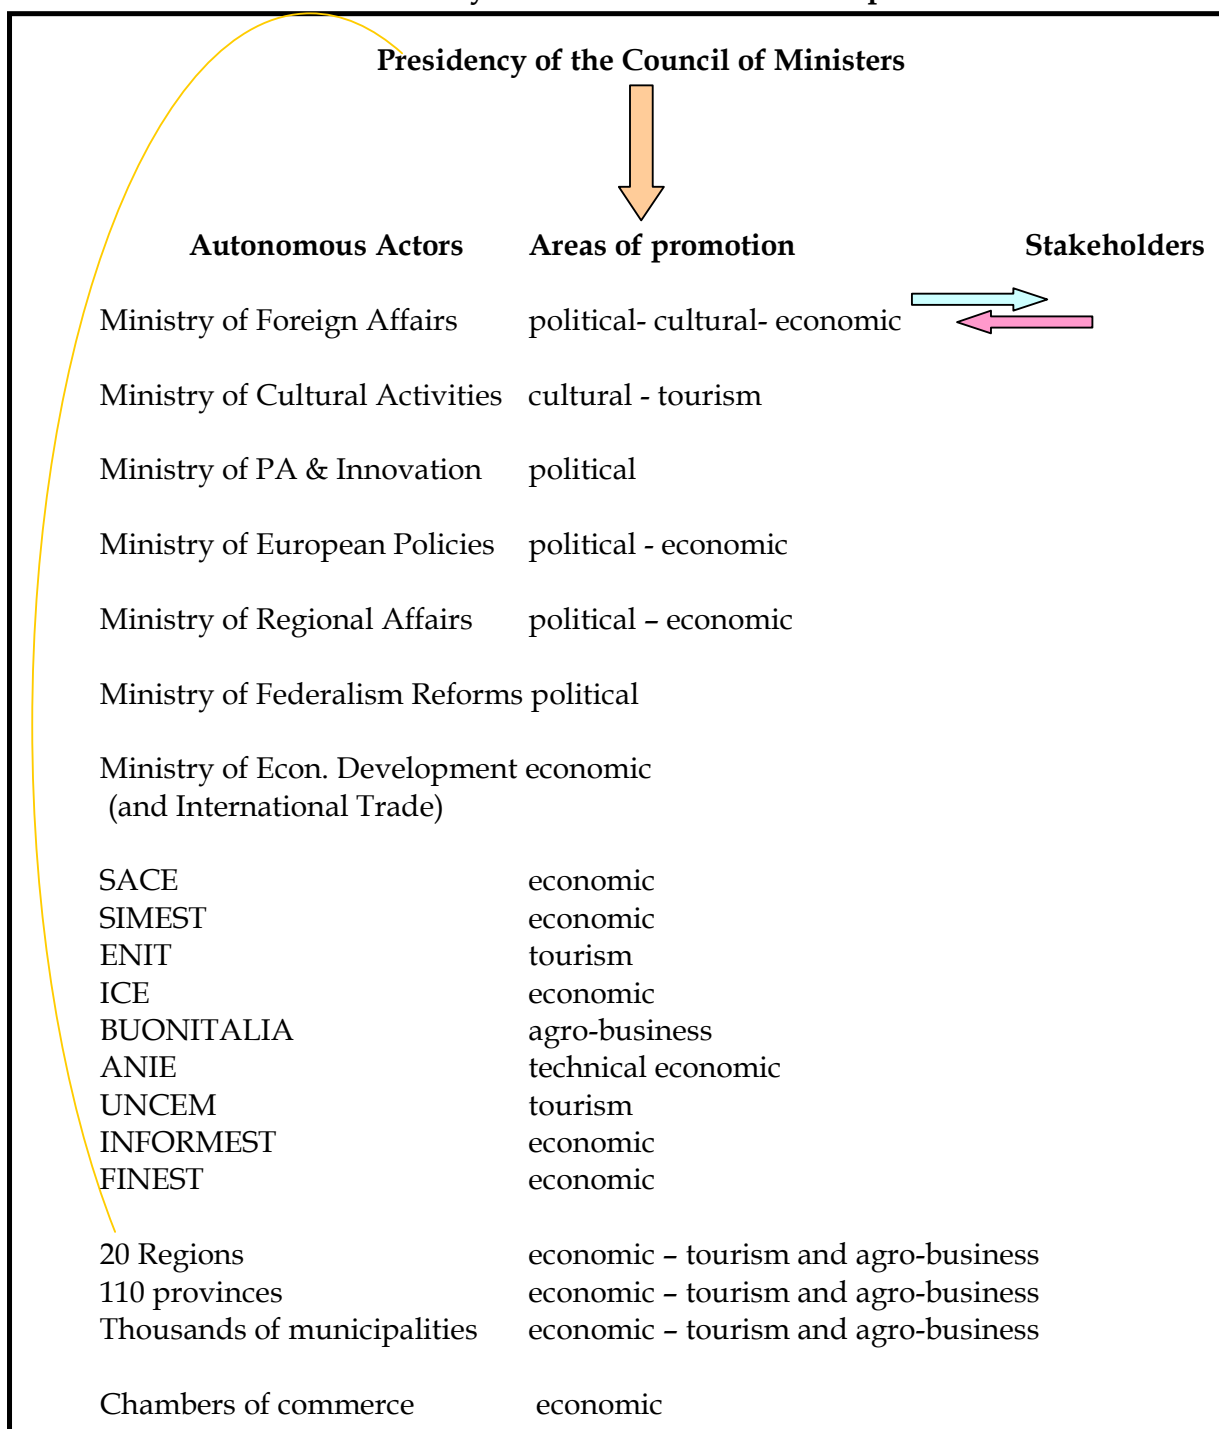 Presidency of the Council of Ministers
Autonomous Actors Areas of promotion Stakeholders
Ministry of Foreign Affairs political- cultural- economic
Ministry of Cultural Activities cultural - tourism
Ministry of PA & Innovation political
Ministry of European Policies political - economic
Ministry of Regional Affairs political – economic
Ministry of Federalism Reforms political
Ministry of Econ. Development economic
(and International Trade)
SACE economic
SIMEST economic
ENIT tourism
ICE economic
BUONITALIA agro-business
ANIE technical economic
UNCEM tourism
INFORMEST economic
FINEST economic
20 Regions economic – tourism and agro-business
110 provinces economic – tourism and agro-business
Thousands of municipalities economic – tourism and agro-business
Chambers of commerce economic